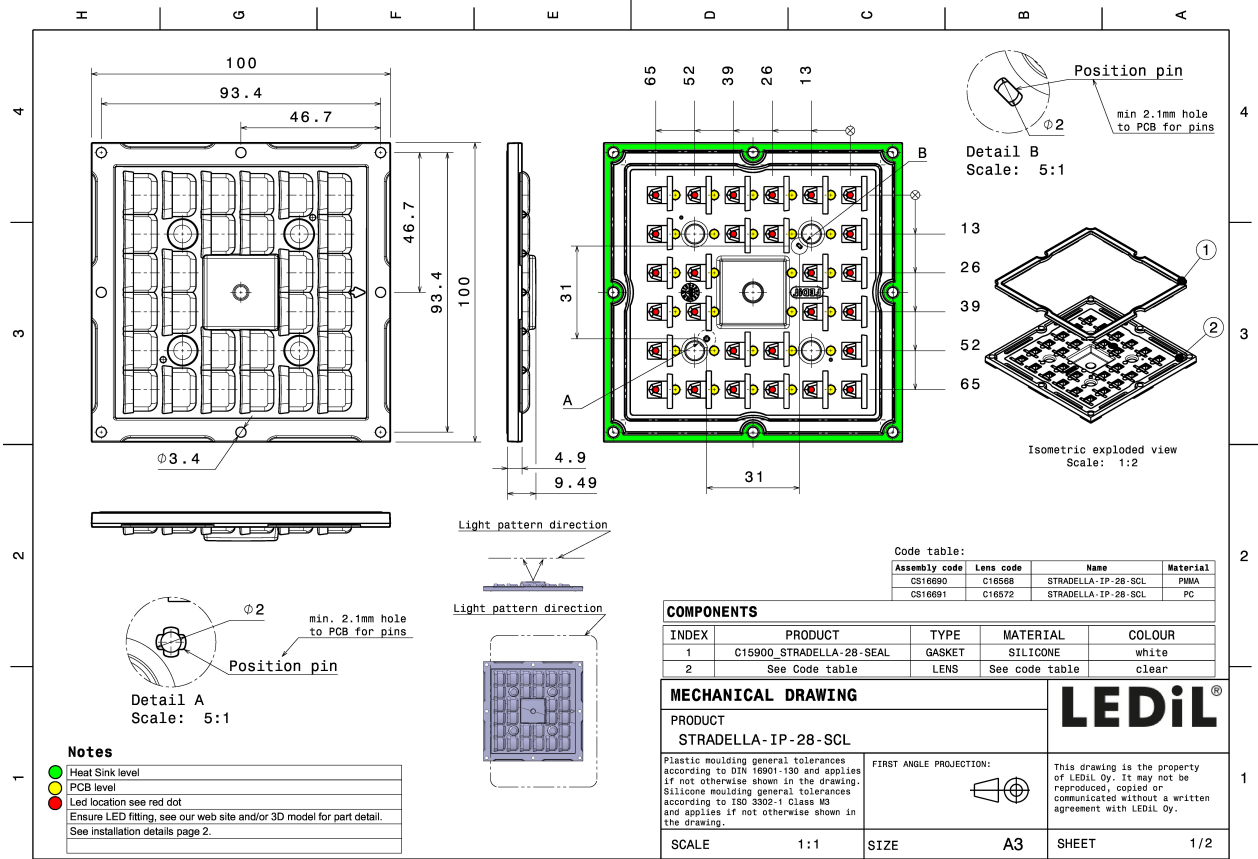 H G F E D C B A
4
3
2
1
4
3
2
1
100
93.4
46.7
46.7
93.4
100
Φ3.4
4.9
9.49
65 52 39 26 13
13
26
39
52
65
31
31
A
B
LEDiL
Position pin
Φ2
min 2.1mm hole
to PCB for pins
Detail B
Scale: 5:1
1
2
Isometric exploded view
Scale: 1:2
Light pattern direction
Light pattern direction
Φ2
min. 2.1mm hole
to PCB for pins
Position pin
Detail A
Scale: 5:1
Notes
Heat Sink level
PCB level
Led location see red dot
Ensure LED fitting, see our web site and/or 3D model for part detail.
See installation details page 2.
Code table:
Assembly code Lens code Name Material
CS16690 C16568 STRADELLA-IP-28-SCL PMMA
CS16691 C16572 STRADELLA-IP-28-SCL PC
COMPONENTS
INDEX PRODUCT TYPE MATERIAL COLOUR
1 C15900_STRADELLA-28-SEAL GASKET SILICONE white
2 See Code table LENS See code table clear
MECHANICAL DRAWING
PRODUCT
STRADELLA-IP-28-SCL
LEDiL®
Plastic moulding general tolerances
according to DIN 16901-130 and applies
if not otherwise shown in the drawing.
Silicone moulding general tolerances
according to ISO 3302-1 Class M3
and applies if not otherwise shown in
the drawing.
FIRST ANGLE PROJECTION:
This drawing is the property
of LEDiL Oy. It may not be
reproduced, copied or
communicated without a written
agreement with LEDiL Oy.
SCALE 1:1 SIZE A3 SHEET 1/2